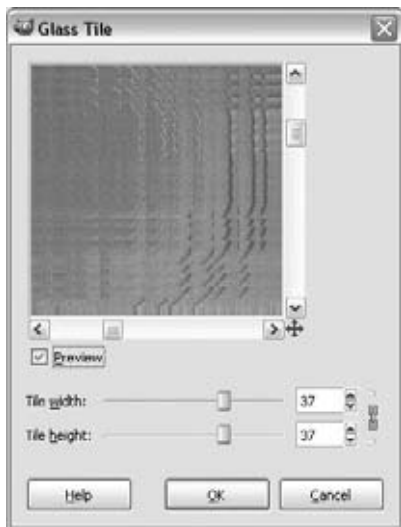 Glass Tile
Preview
Tile width: 37
Tile height: 37
Help OK Cancel